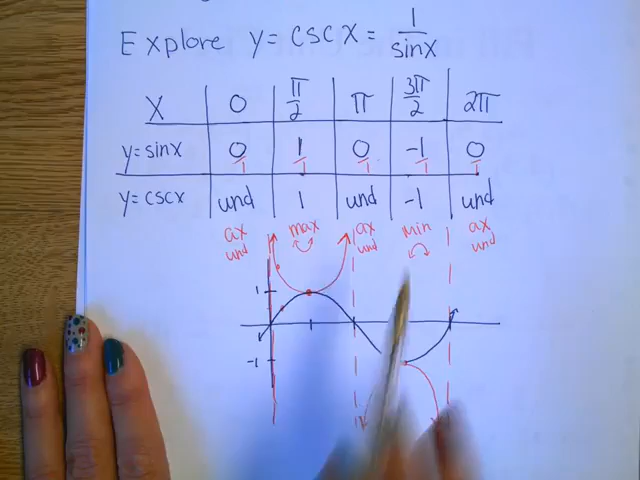 Explore y = cscx = 1/sinx
x 0 π/2 π 3π/2 2π
y=sinx 0/1 1/1 0/1 -1/1 0/1
y=cscx und 1 und -1 und
ax max ax min ax
und und und
1
-1